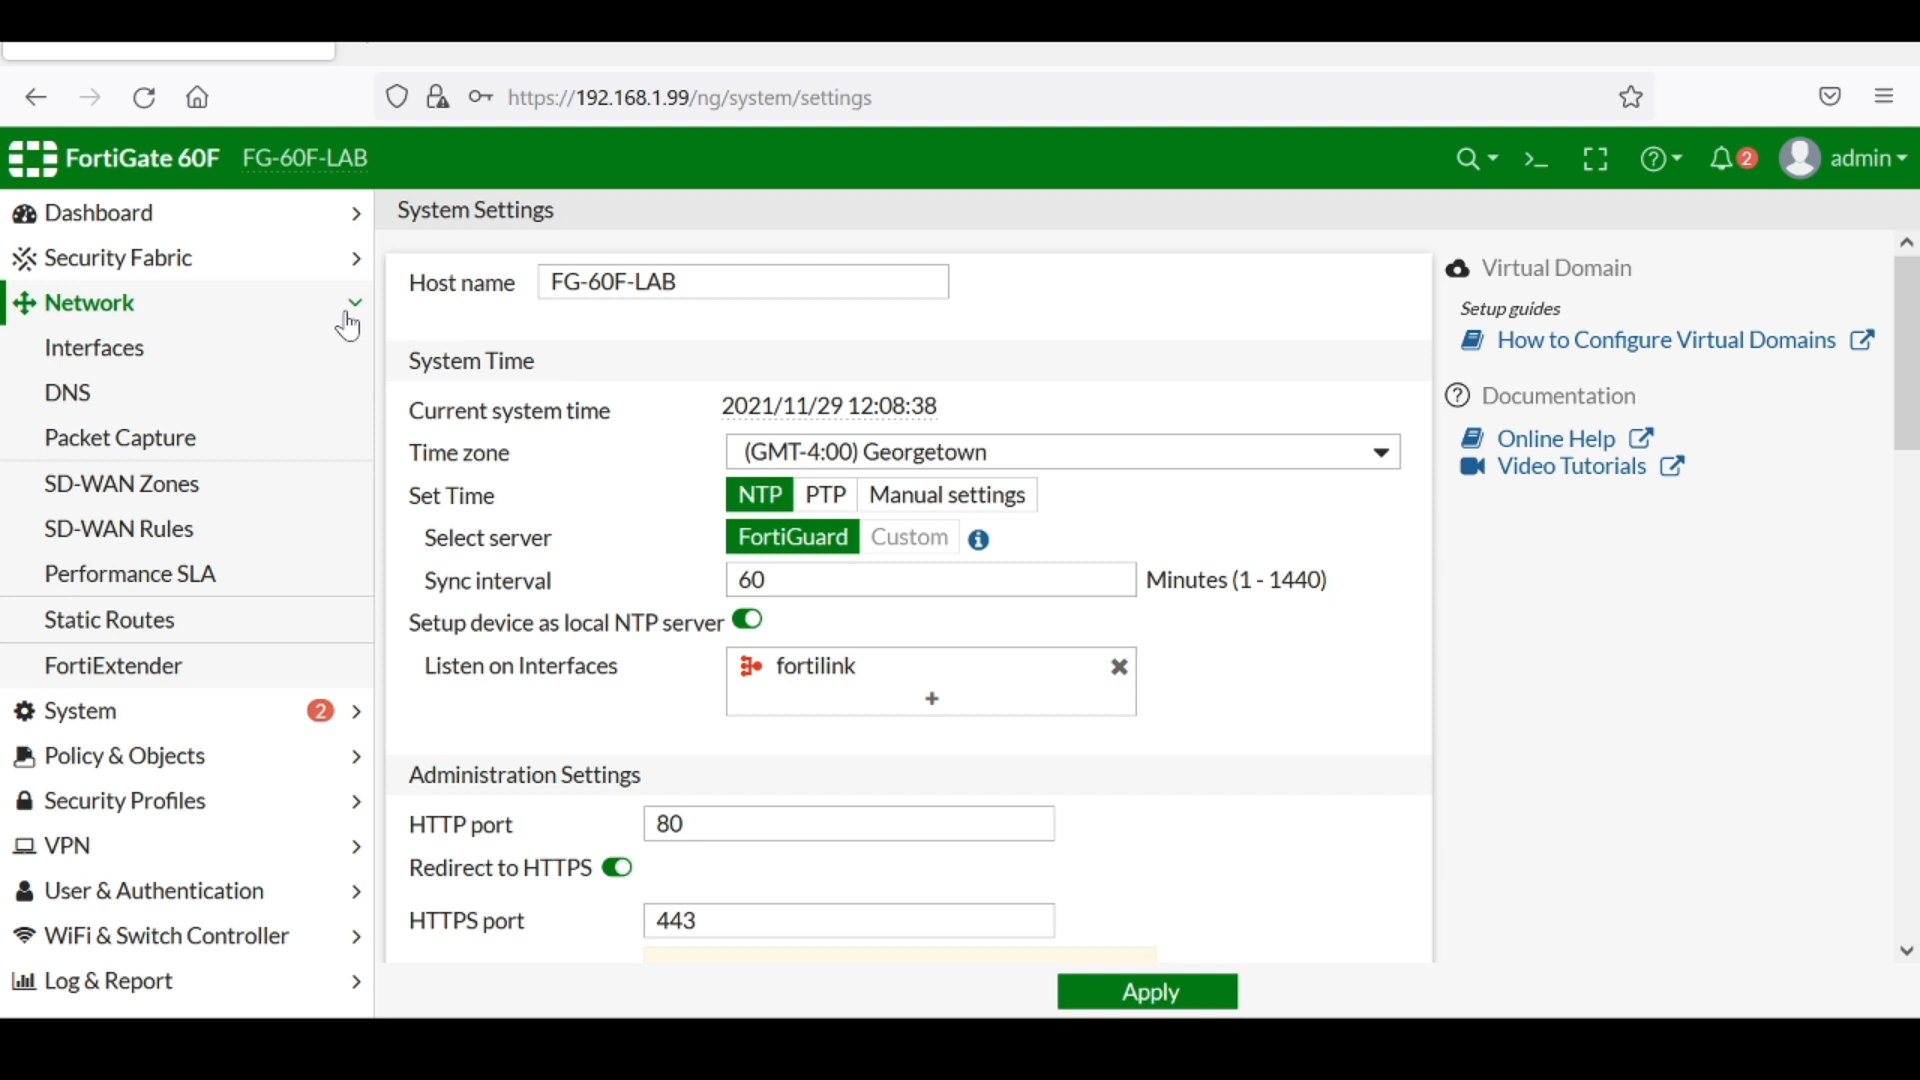 https://192.168.1.99/ng/system/settings
FortiGate 60F FG-60F-LAB
2 admin
Dashboard
Security Fabric
Network
Interfaces
DNS
Packet Capture
SD-WAN Zones
SD-WAN Rules
Performance SLA
Static Routes
FortiExtender
System 2
Policy & Objects
Security Profiles
VPN
User & Authentication
WiFi & Switch Controller
Log & Report
System Settings
Host name FG-60F-LAB
System Time
Current system time 2021/11/29 12:08:38
Time zone (GMT-4:00) Georgetown
Set Time NTP PTP Manual settings
Select server FortiGuard Custom
Sync interval 60 Minutes (1 - 1440)
Setup device as local NTP server
Listen on Interfaces fortilink
+
Administration Settings
HTTP port 80
Redirect to HTTPS
HTTPS port 443
Apply
Virtual Domain
Setup guides
How to Configure Virtual Domains
Documentation
Online Help
Video Tutorials